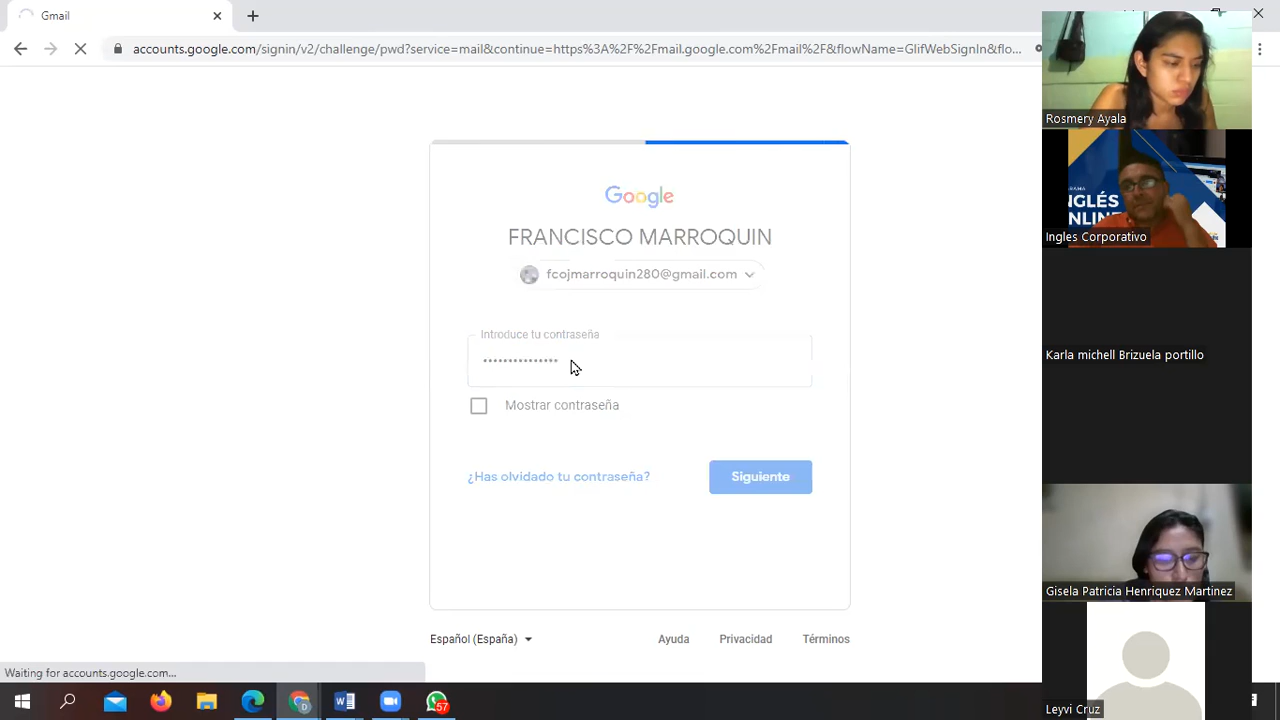 Gmail
accounts.google.com/signin/v2/challenge/pwd?service=mail&continue=https%3A%2F%2Fmail.google.com%2Fmail%2F&flowName=GlifWebSignIn&flo...
Google
FRANCISCO MARROQUIN
fcojmarroquin280@gmail.com
Introduce tu contraseña
Mostrar contraseña
¿Has olvidado tu contraseña?
Siguiente
Español (España)
Ayuda
Privacidad
Términos
Waiting for accounts.google.com...
57
Rosmery Ayala
INGLÉS
ONLINE
Ingles Corporativo
Karla michell Brizuela portillo
Gisela Patricia Henriquez Martinez
Leyvi Cruz